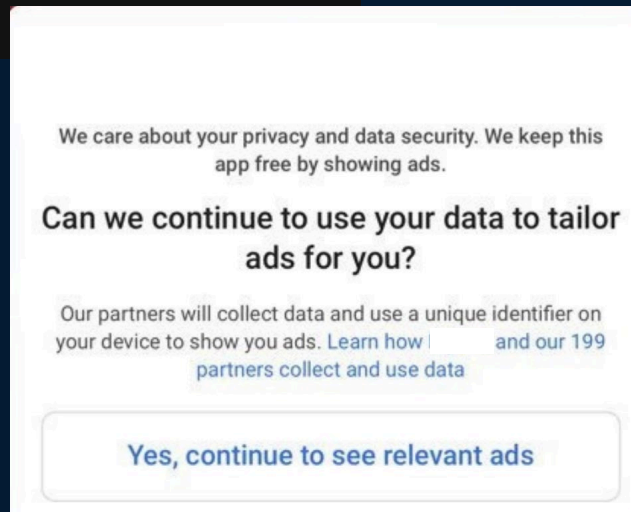 We care about your privacy and data security. We keep this
app free by showing ads.
Can we continue to use your data to tailor
ads for you?
Our partners will collect data and use a unique identifier on
your device to show you ads. Learn how and our 199
partners collect and use data
Yes, continue to see relevant ads